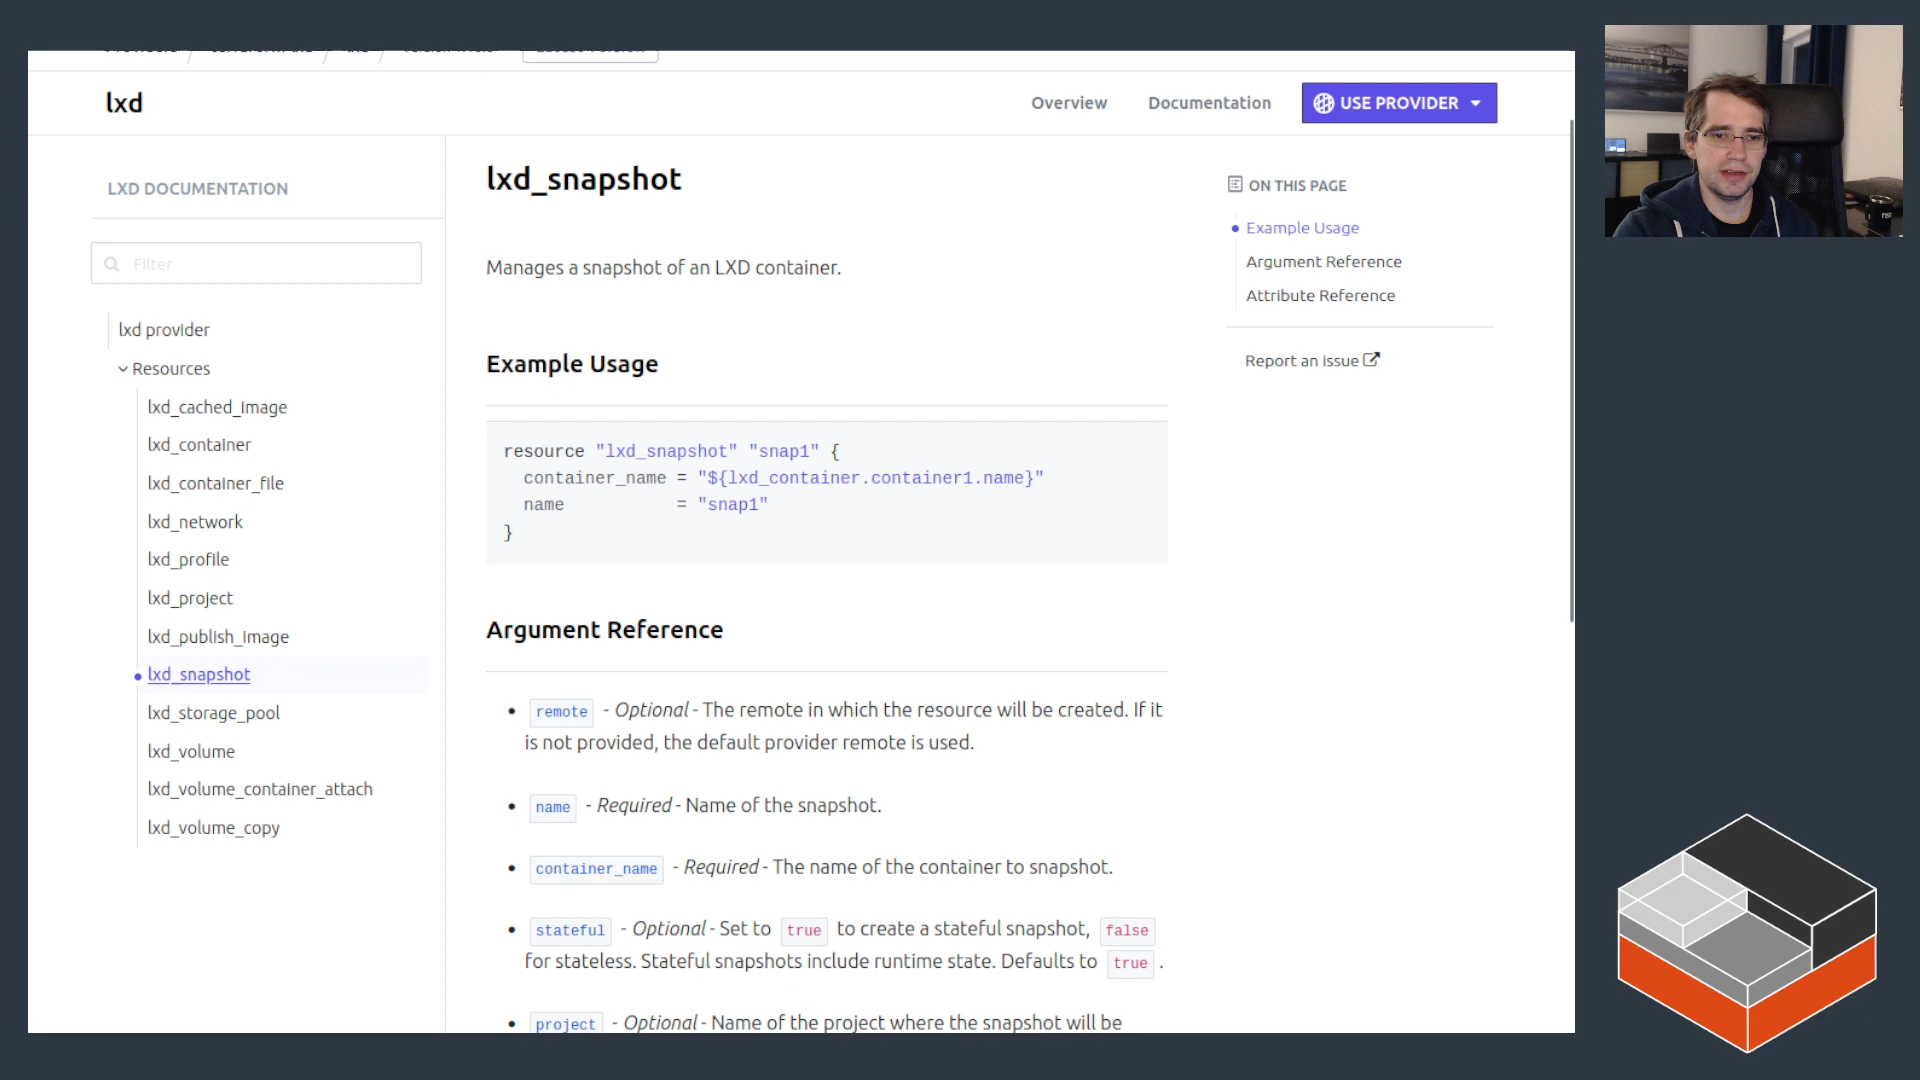 lxd
Overview
Documentation
USE PROVIDER
LXD DOCUMENTATION
Filter
lxd provider
Resources
lxd_cached_image
lxd_container
lxd_container_file
lxd_network
lxd_profile
lxd_project
lxd_publish_image
lxd_snapshot
lxd_storage_pool
lxd_volume
lxd_volume_container_attach
lxd_volume_copy
lxd_snapshot
Manages a snapshot of an LXD container.
Example Usage
resource "lxd_snapshot" "snap1" {
container_name = "${lxd_container.container1.name}"
name = "snap1"
}
Argument Reference
• remote - Optional - The remote in which the resource will be created. If it
is not provided, the default provider remote is used.
• name - Required - Name of the snapshot.
• container_name - Required - The name of the container to snapshot.
• stateful - Optional - Set to true to create a stateful snapshot, false
for stateless. Stateful snapshots include runtime state. Defaults to true .
• project - Optional - Name of the project where the snapshot will be
ON THIS PAGE
Example Usage
Argument Reference
Attribute Reference
Report an issue